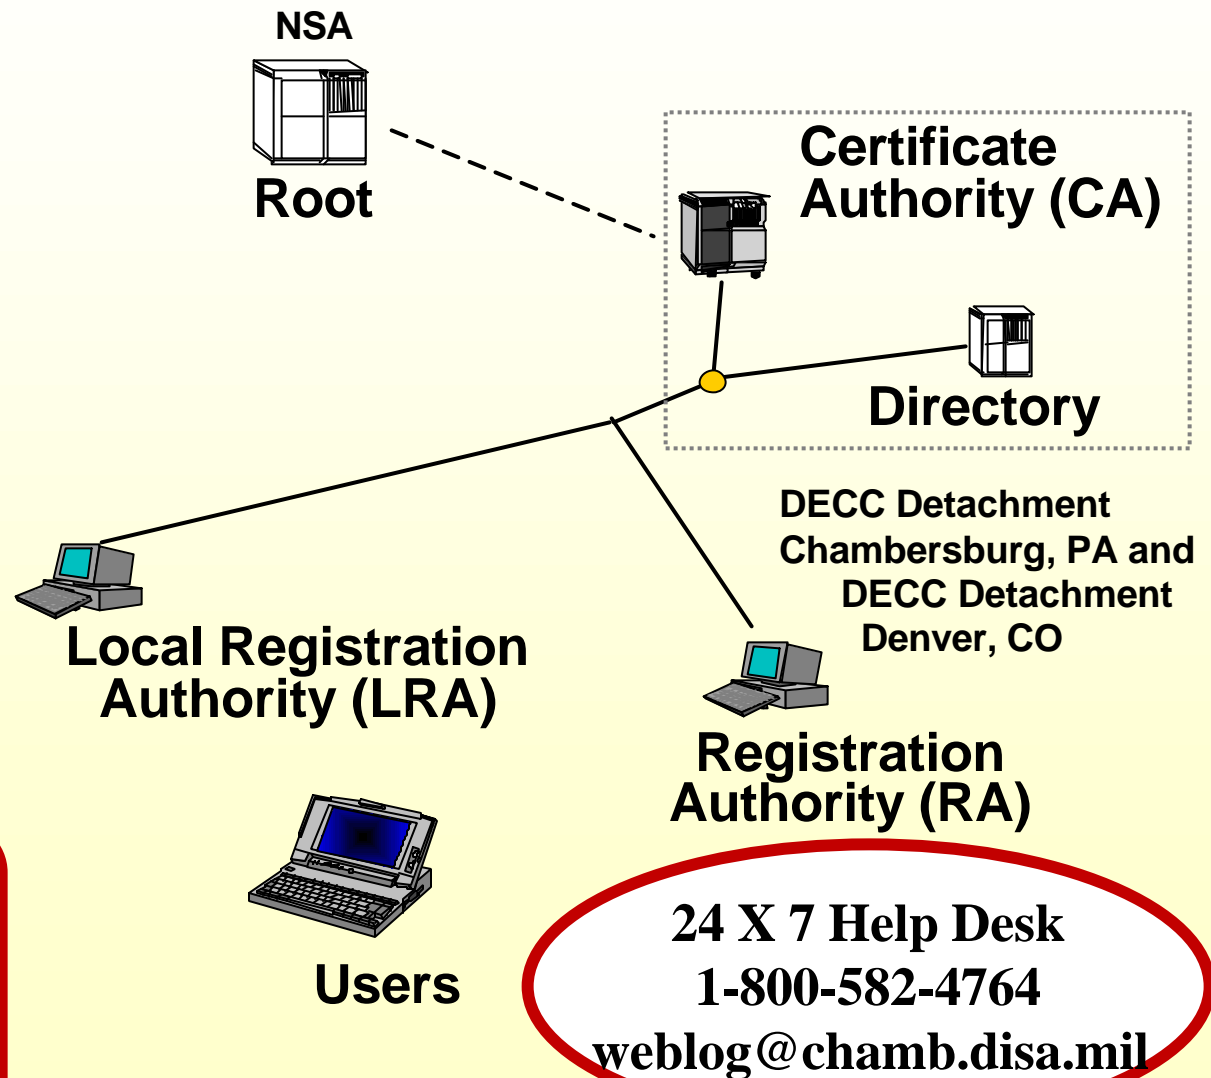 NSA
Root
Certificate
Authority (CA)
Directory
DECC Detachment
Chambersburg, PA and
DECC Detachment
Denver, CO
Local Registration
Authority (LRA)
Registration
Authority (RA)
Users
24 X 7 Help Desk
1-800-582-4764
weblog@chamb.disa.mil